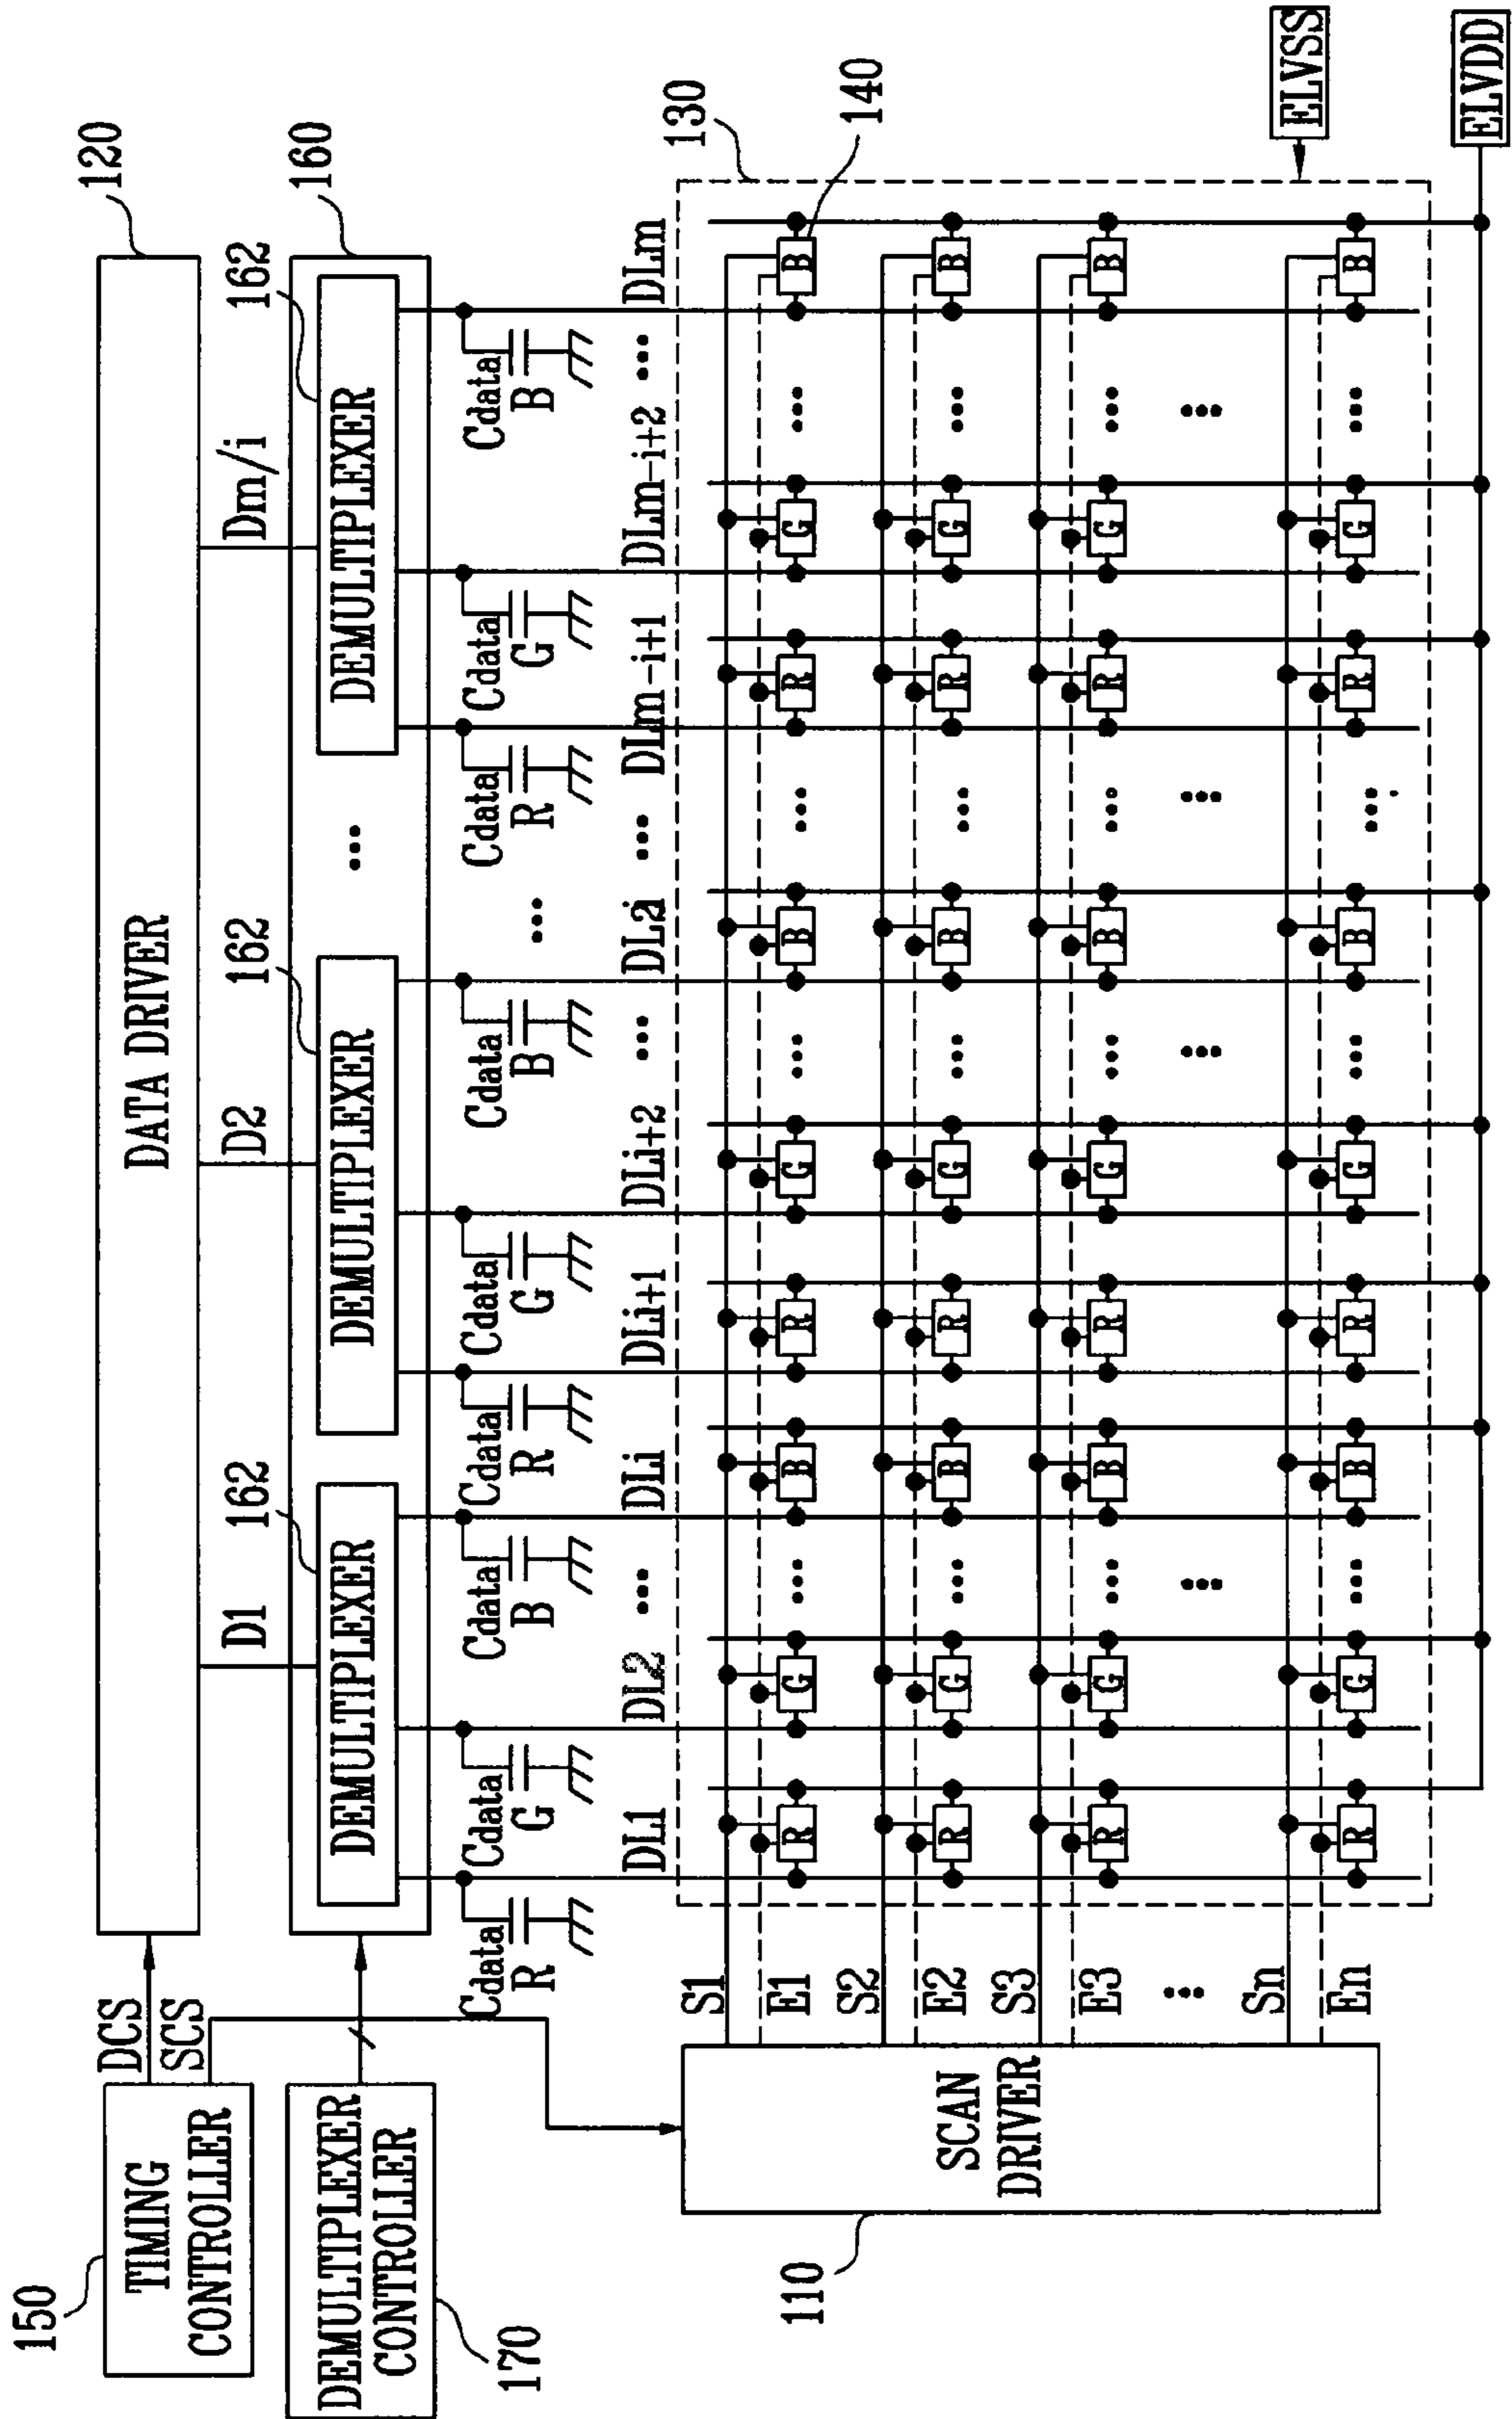 150
TIMING
CONTROLLER
DCS
SCS
DATA DRIVER
120
D1
D2
Dm/i
DEMULTIPLEXER
CONTROLLER
170
DEMULTIPLEXER
162
DEMULTIPLEXER
162
...
DEMULTIPLEXER
162
160
Cdata
R
Cdata
G
Cdata
B
Cdata
R
Cdata
G
Cdata
B
...
Cdata
R
Cdata
G
Cdata
B
DL1
DL2
...
DLi
DLi+1
DLi+2
...
DL2i
...
DLm-i+1
DLm-i+2
...
DLm
130
140
SCAN
DRIVER
110
S1
E1
R G ... B R G ... B ... R G ... B
S2
E2
R G ... B R G ... B ... R G ... B
S3
E3
R G ... B R G ... B ... R G ... B
... ... ... ... ...
Sn
En
R G ... B R G ... B ... R G ... B
ELVSS
ELVDD